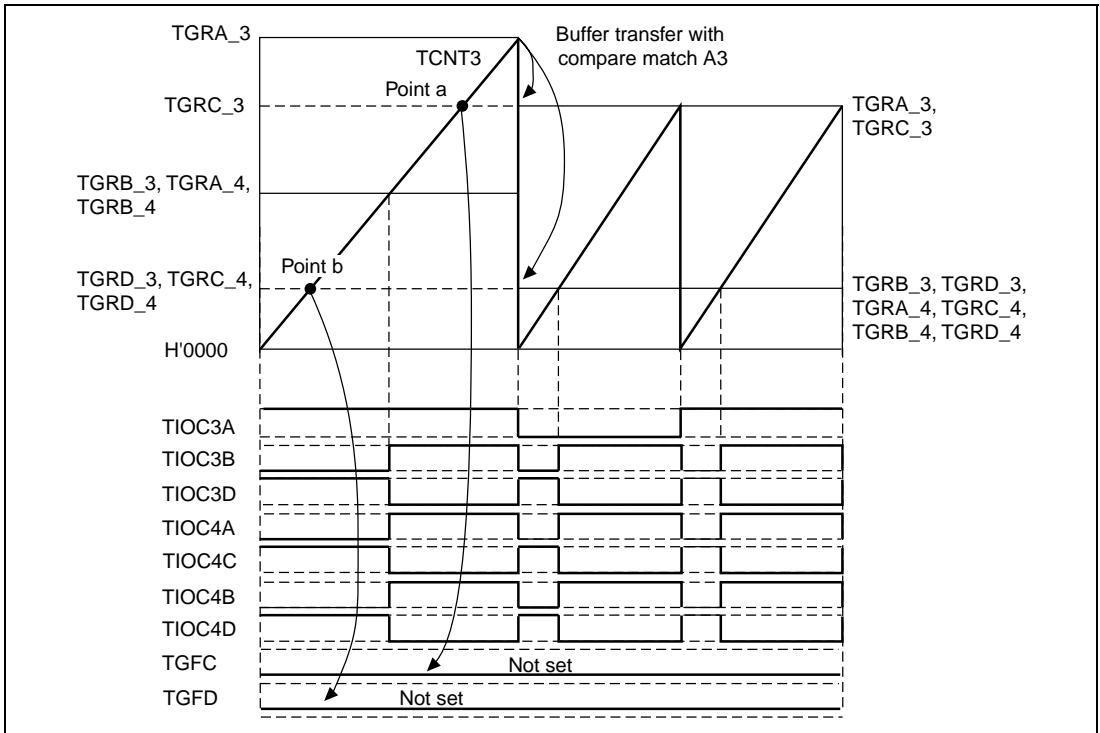 TGRA_3
TCNT3
Buffer transfer with
compare match A3
Point a
TGRC_3
TGRA_3,
TGRC_3
TGRB_3, TGRA_4,
TGRB_4
Point b
TGRD_3, TGRC_4,
TGRD_4
TGRB_3, TGRD_3,
TGRA_4, TGRC_4,
TGRB_4, TGRD_4
H'0000
TIOC3A
TIOC3B
TIOC3D
TIOC4A
TIOC4C
TIOC4B
TIOC4D
TGFC
Not set
TGFD
Not set